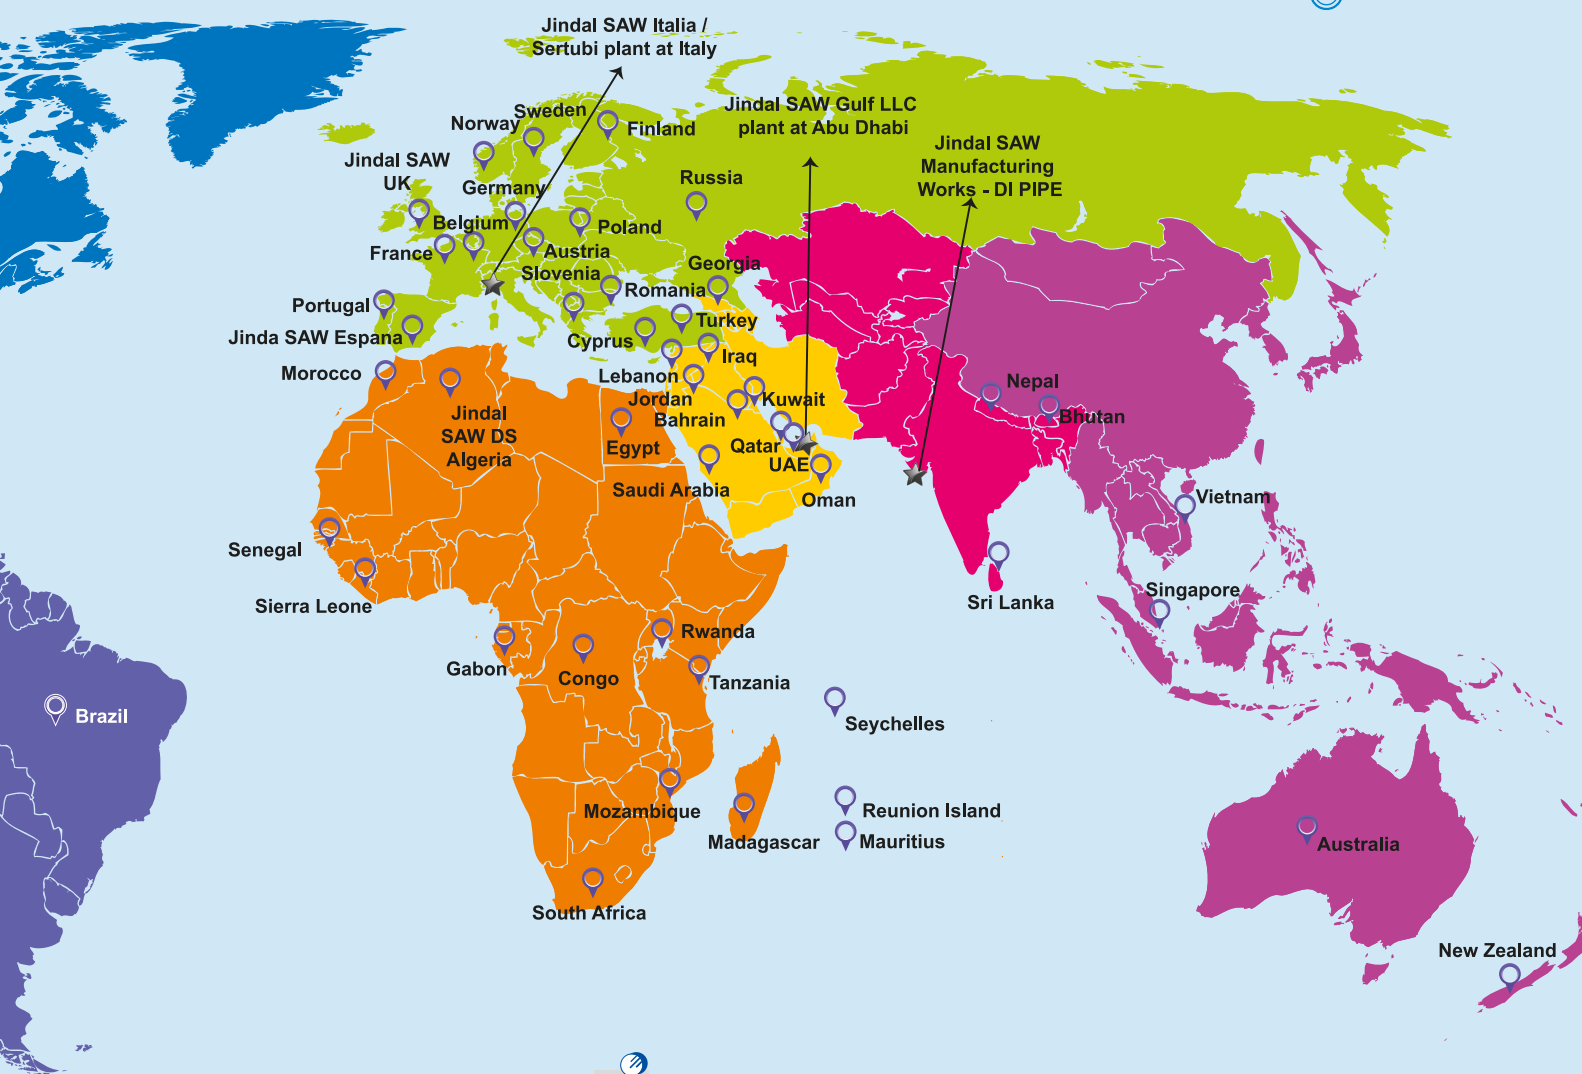 Jindal SAW Italia /
Sertubi plant at Italy
Jindal SAW Gulf LLC
plant at Abu Dhabi
Jindal SAW
Manufacturing
Works - DI PIPE
Sweden
Norway
Finland
Jindal SAW
UK
Germany
Russia
Belgium
Poland
France
Austria
Slovenia
Georgia
Romania
Portugal
Turkey
Jinda SAW Espana
Cyprus
Iraq
Morocco
Lebanon
Nepal
Jordan
Kuwait
Jindal
SAW DS
Algeria
Bahrain
Bhutan
Egypt
Qatar
UAE
Saudi Arabia
Oman
Vietnam
Senegal
Sierra Leone
Sri Lanka
Singapore
Rwanda
Gabon
Congo
Tanzania
Brazil
Seychelles
Mozambique
Reunion Island
Madagascar
Mauritius
Australia
South Africa
New Zealand